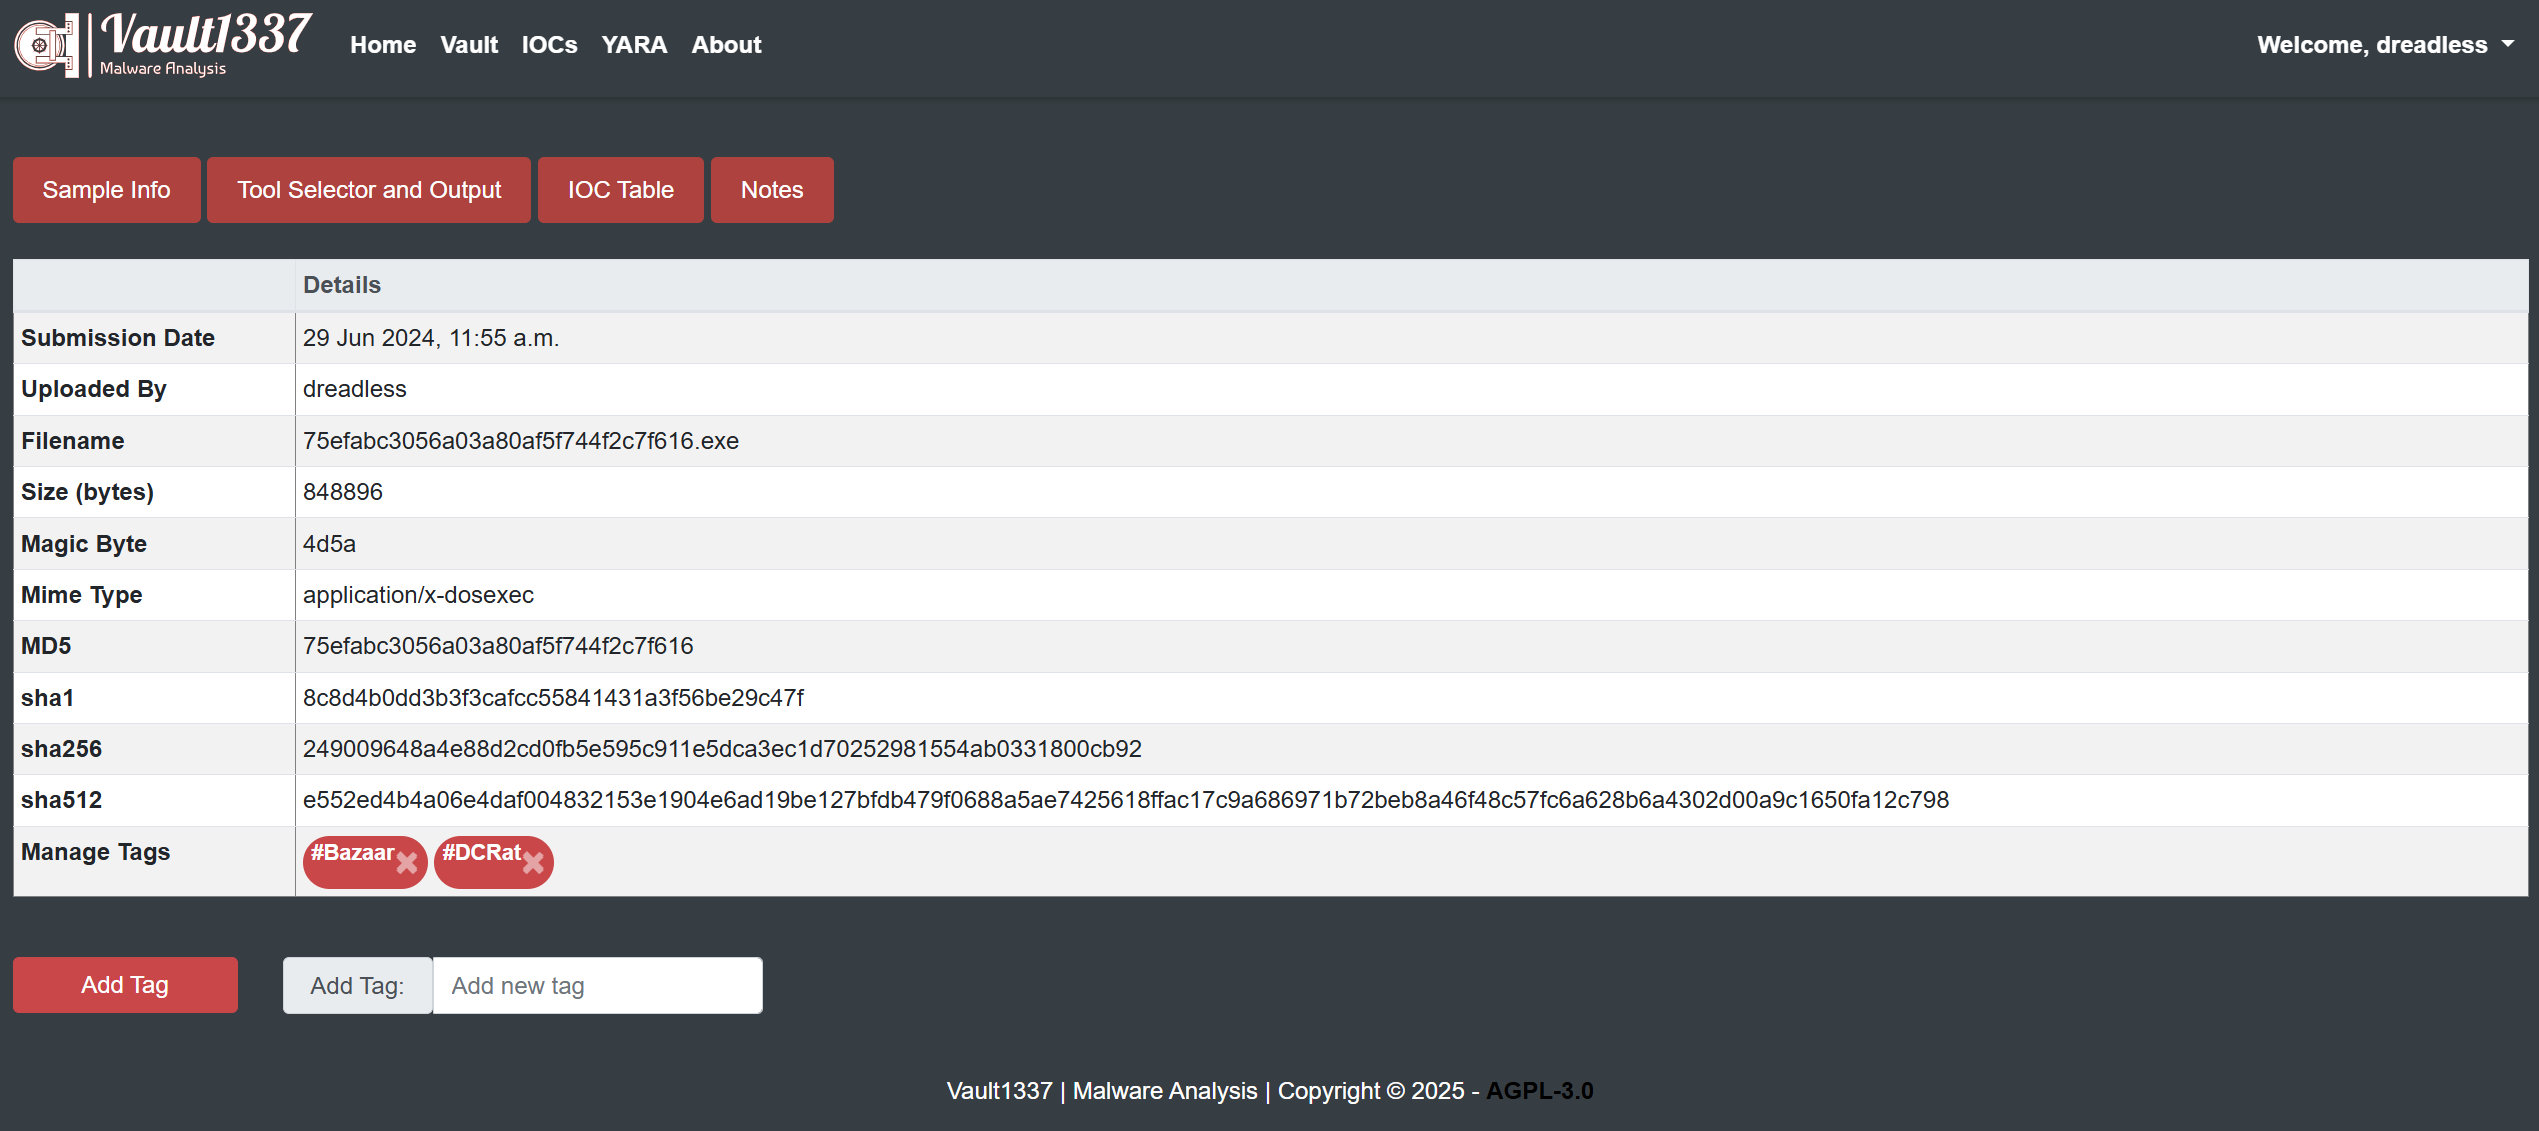 Vault1337
Malware Analysis
Home Vault IOCs YARA About
Welcome, dreadless
Sample Info Tool Selector and Output IOC Table Notes
Details
Submission Date 29 Jun 2024, 11:55 a.m.
Uploaded By dreadless
Filename 75efabc3056a03a80af5f744f2c7f616.exe
Size (bytes) 848896
Magic Byte 4d5a
Mime Type application/x-dosexec
MD5 75efabc3056a03a80af5f744f2c7f616
sha1 8c8d4b0dd3b3f3cafcc55841431a3f56be29c47f
sha256 249009648a4e88d2cd0fb5e595c911e5dca3ec1d70252981554ab0331800cb92
sha512 e552ed4b4a06e4daf004832153e1904e6ad19be127bfdb479f0688a5ae7425618ffac17c9a686971b72beb8a46f48c57fc6a628b6a4302d00a9c1650fa12c798
Manage Tags #Bazaar #DCRat
Add Tag Add Tag: Add new tag
Vault1337 | Malware Analysis | Copyright © 2025 - AGPL-3.0